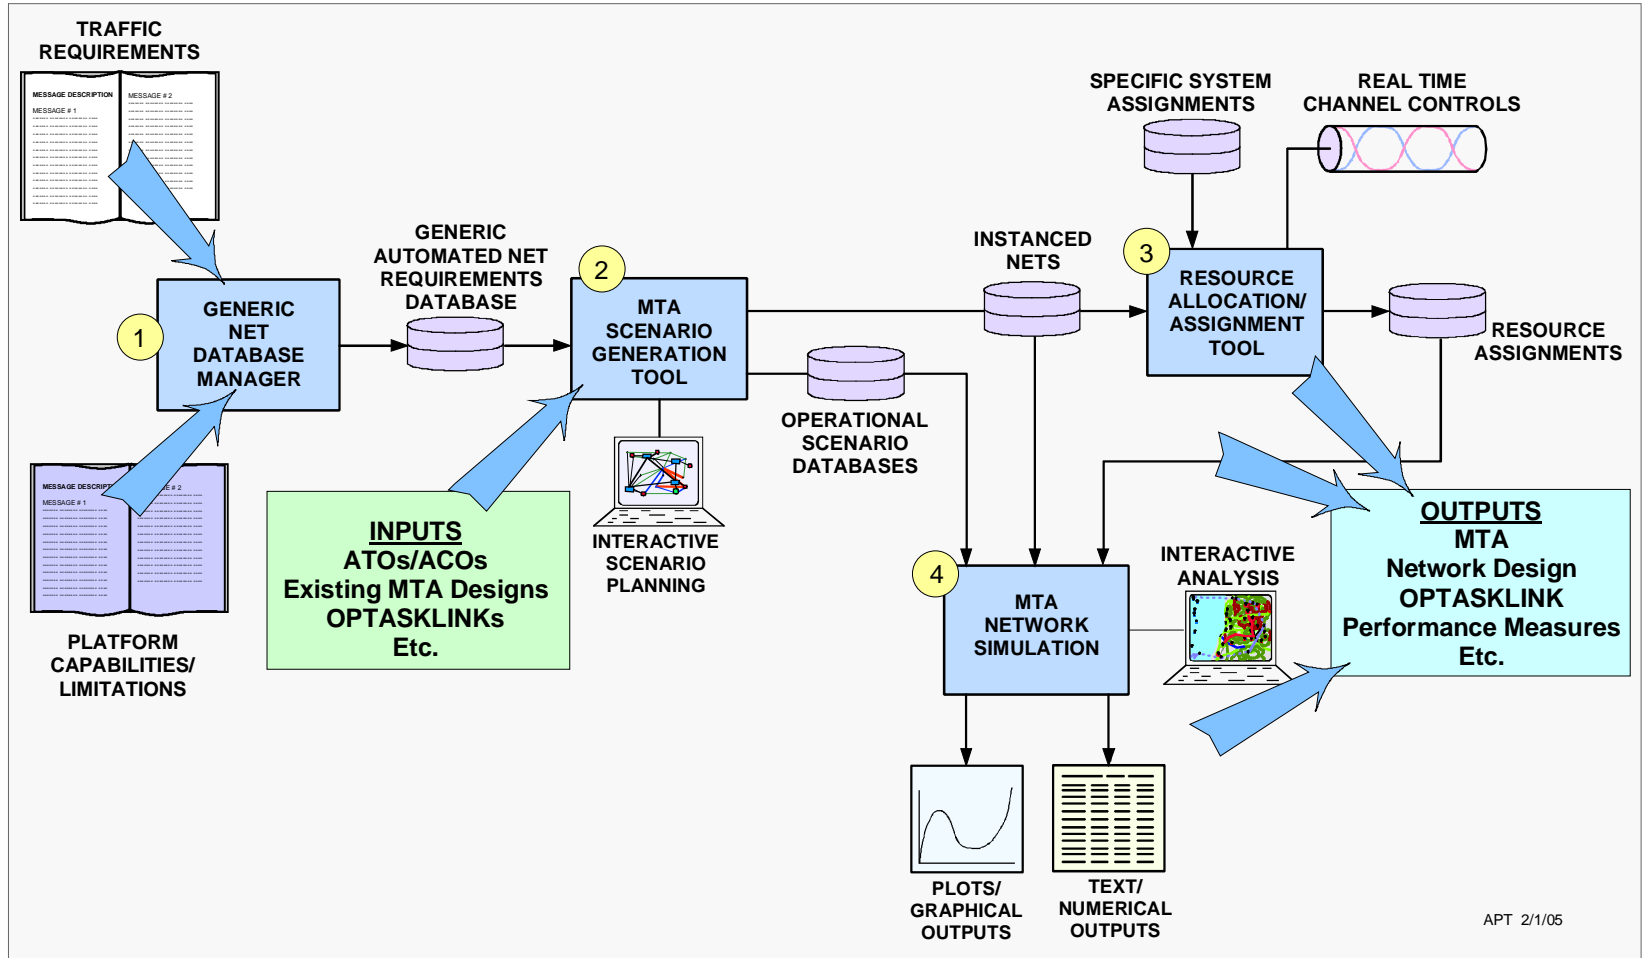 TRAFFIC
REQUIREMENTS
MESSAGE DESCRIPTION
MESSAGE # 1
MESSAGE # 2
SPECIFIC SYSTEM
ASSIGNMENTS
REAL TIME
CHANNEL CONTROLS
GENERIC
AUTOMATED NET
REQUIREMENTS
DATABASE
INSTANCED
NETS
1
GENERIC
NET
DATABASE
MANAGER
2
MTA
SCENARIO
GENERATION
TOOL
3
RESOURCE
ALLOCATION/
ASSIGNMENT
TOOL
RESOURCE
ASSIGNMENTS
OPERATIONAL
SCENARIO
DATABASES
MESSAGE
MESSAGE # 1
# 2
PLATFORM
CAPABILITIES/
LIMITATIONS
INPUTS
ATOs/ACOs
Existing MTA Designs
OPTASKLINKs
Etc.
INTERACTIVE
SCENARIO
PLANNING
4
MTA
NETWORK
SIMULATION
INTERACTIVE
ANALYSIS
OUTPUTS
MTA
Network Design
OPTASKLINK
Performance Measures
Etc.
PLOTS/
GRAPHICAL
OUTPUTS
TEXT/
NUMERICAL
OUTPUTS
APT 2/1/05